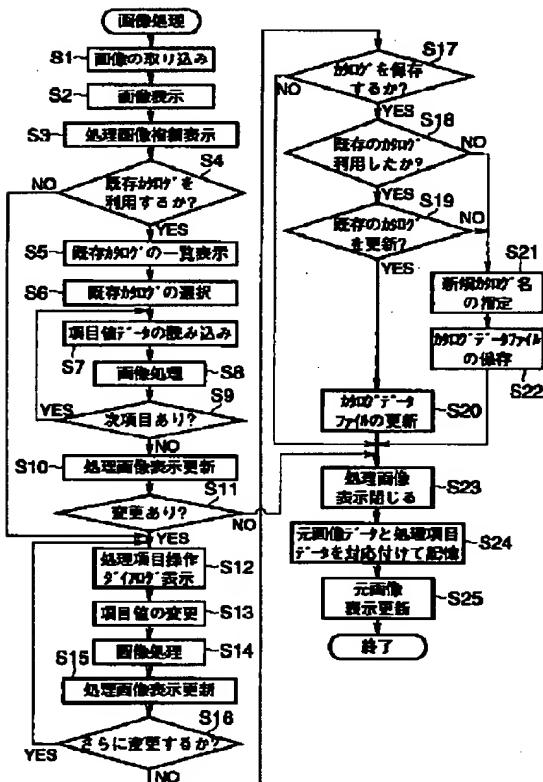 画像処理
S1
画像の取り込み
S2
画像表示
S3
処理画像複製表示
S4
既存カタログを
利用するか?
NO
YES
S5
既存カタログの一覧表示
S6
既存カタログの選択
項目値データの読み込み
S7
画像処理
S8
S9
次項目あり?
YES
NO
S10
処理画像表示更新
S11
変更あり?
NO
YES
処理項目操作
ダイアログ表示
S12
項目値の変更
S13
画像処理
S14
S15
処理画像表示更新
S16
さらに変更するか?
YES
NO
S17
カタログを保存
するか?
NO
YES
S18
既存のカタログ
利用したか?
NO
YES
S19
既存のカタログ
を更新?
NO
YES
S21
新規カタログ名
の指定
カタログデータファイル
の保存
S22
カタログデータ
ファイルの更新
S20
処理画像
表示閉じる
S23
元画像データと処理項目
データを対応付けて記憶
S24
元画像
表示更新
S25
終了